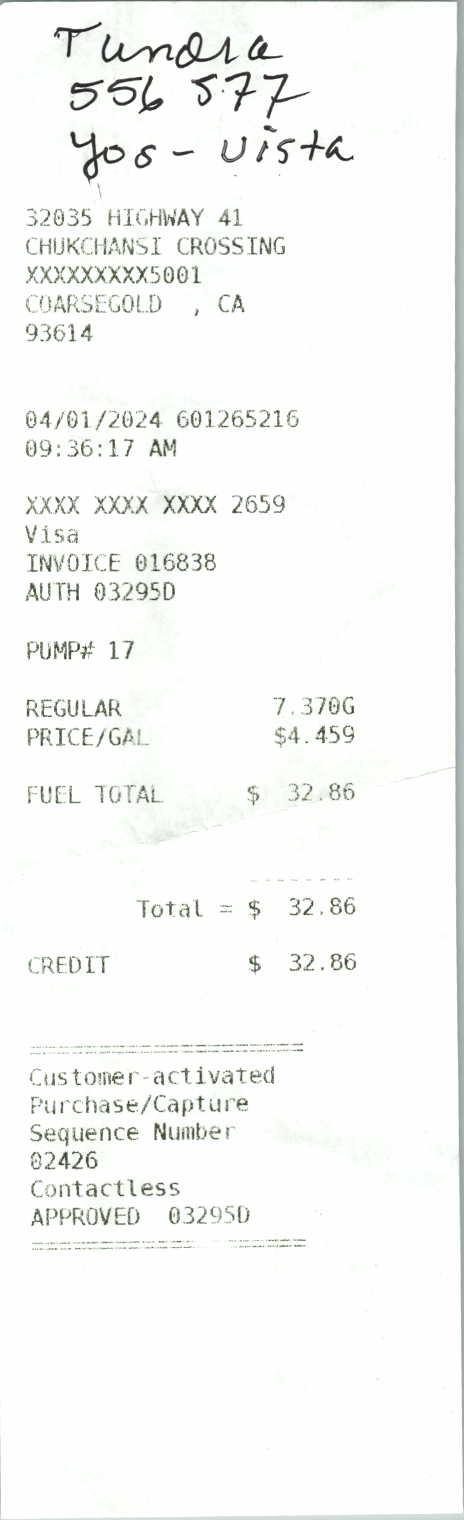 Tundra
556 577
Yos - vista
32035 HIGHWAY 41
CHUKCHANSI CROSSING
XXXXXXXXX5001
COARSEGOLD , CA
93614
04/01/2024 601265216
09:36:17 AM
XXXX XXXX XXXX 2659
Visa
INVOICE 016838
AUTH 03295D
PUMP# 17
REGULAR 7.370G
PRICE/GAL $4.459
FUEL TOTAL $ 32.86
--------
Total = $ 32.86
CREDIT $ 32.86
====================
Customer-activated
Purchase/Capture
Sequence Number
02426
Contactless
APPROVED 03295D
====================